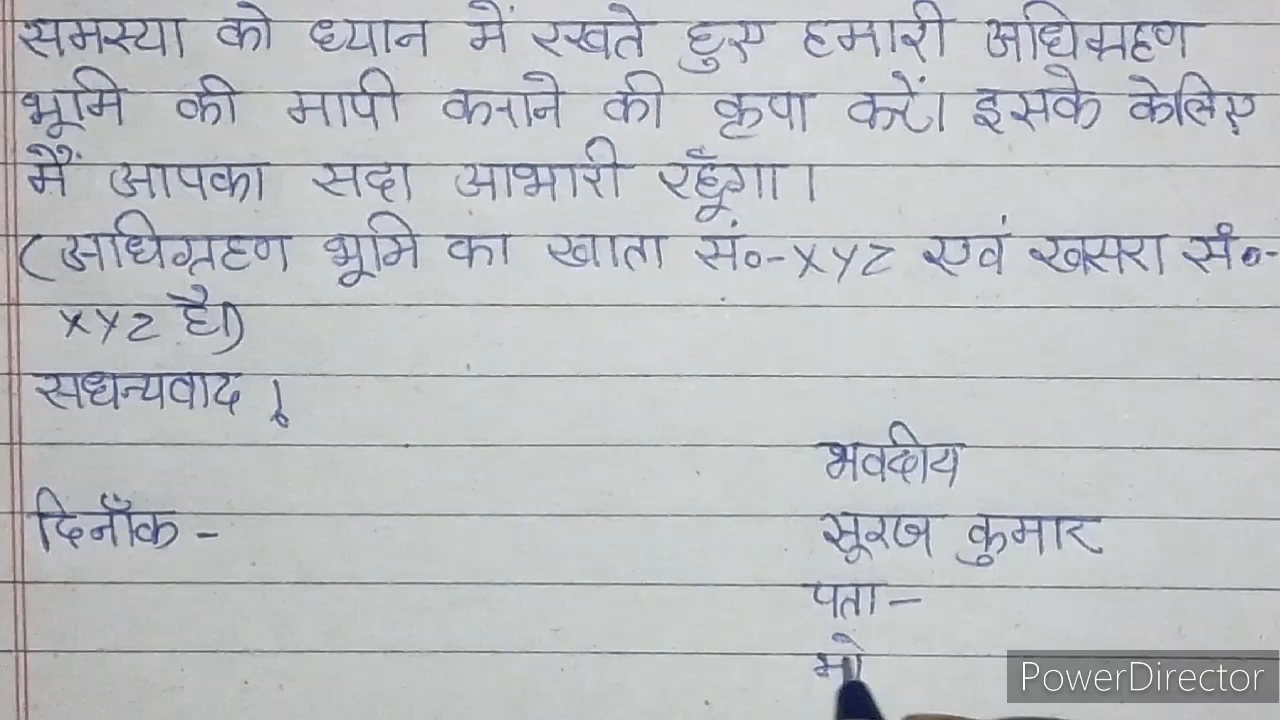 समस्या को ध्यान में रखते हुए हमारी अधिग्रहण
भूमि की मापी कराने की कृपा करें। इसके केलिए
मैं आपका सदा आभारी रहूँगा।
(अधिग्रहण भूमि का खाता सं०-xyz एवं खसरा सं०-
xyz है।)
सधन्यवाद !
भवदीय
दिनाँक -
सूरज कुमार
पता -
मो
PowerDirector